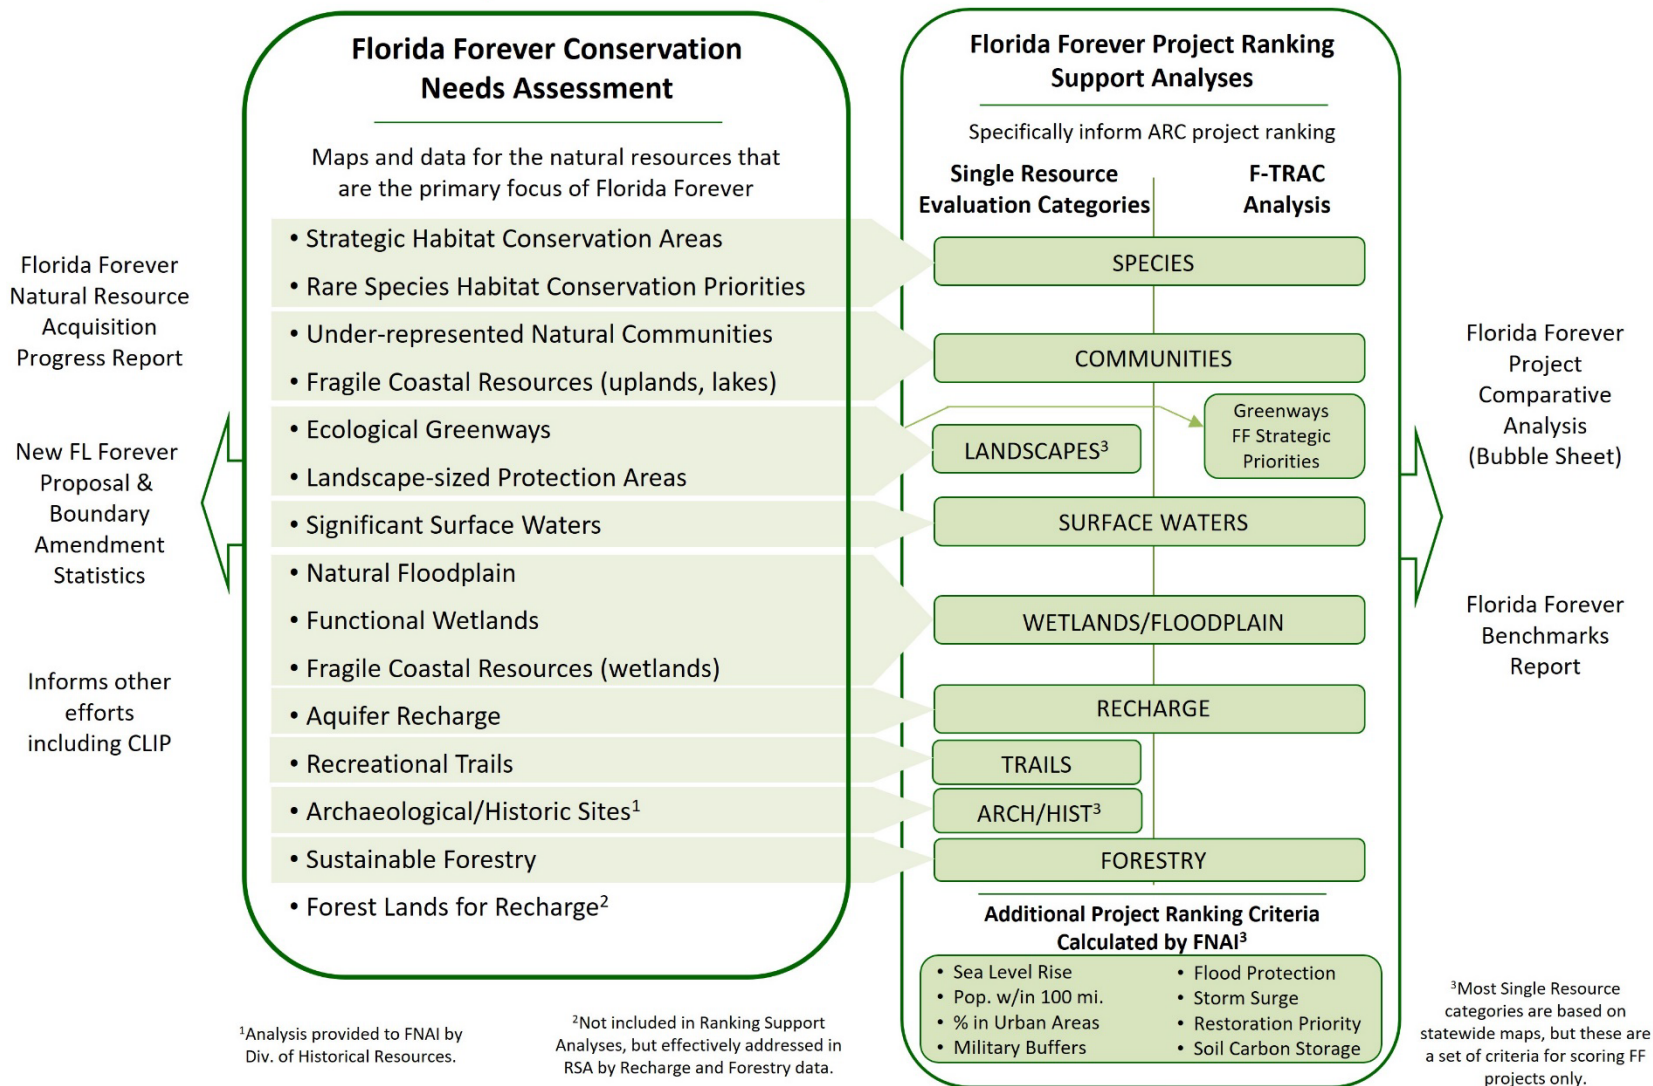 Florida Forever Conservation
Needs Assessment
Maps and data for the natural resources that
are the primary focus of Florida Forever
• Strategic Habitat Conservation Areas
• Rare Species Habitat Conservation Priorities
• Under-represented Natural Communities
• Fragile Coastal Resources (uplands, lakes)
• Ecological Greenways
• Landscape-sized Protection Areas
• Significant Surface Waters
• Natural Floodplain
• Functional Wetlands
• Fragile Coastal Resources (wetlands)
• Aquifer Recharge
• Recreational Trails
• Archaeological/Historic Sites¹
• Sustainable Forestry
• Forest Lands for Recharge²
Florida Forever
Natural Resource
Acquisition
Progress Report
New FL Forever
Proposal &
Boundary
Amendment
Statistics
Informs other
efforts
including CLIP
Florida Forever Project Ranking
Support Analyses
Specifically inform ARC project ranking
Single Resource
Evaluation Categories
F-TRAC
Analysis
SPECIES
COMMUNITIES
LANDSCAPES³
Greenways
FF Strategic
Priorities
SURFACE WATERS
WETLANDS/FLOODPLAIN
RECHARGE
TRAILS
ARCH/HIST³
FORESTRY
Additional Project Ranking Criteria
Calculated by FNAI³
• Sea Level Rise
• Pop. w/in 100 mi.
• % in Urban Areas
• Military Buffers
• Flood Protection
• Storm Surge
• Restoration Priority
• Soil Carbon Storage
Florida Forever
Project
Comparative
Analysis
(Bubble Sheet)
Florida Forever
Benchmarks
Report
¹Analysis provided to FNAI by
Div. of Historical Resources.
²Not included in Ranking Support
Analyses, but effectively addressed in
RSA by Recharge and Forestry data.
³Most Single Resource
categories are based on
statewide maps, but these are
a set of criteria for scoring FF
projects only.